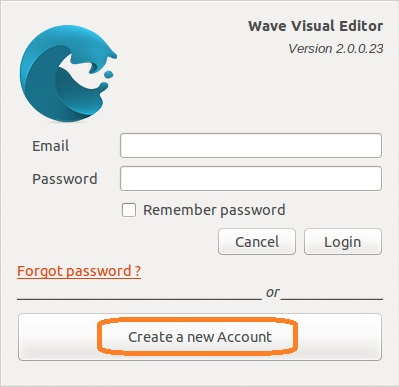 Wave Visual Editor
Version 2.0.0.23
Email
Password
Remember password
Cancel Login
Forgot password ?
or
Create a new Account